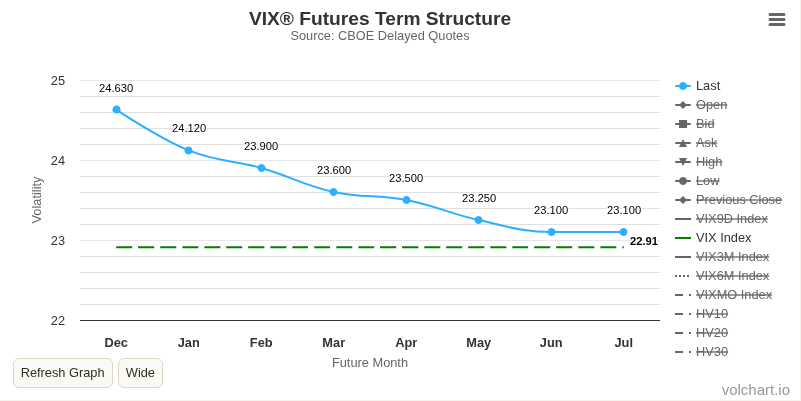 VIX® Futures Term Structure
Source: CBOE Delayed Quotes
25
24
23
22
Volatility
24.630
24.120
23.900
23.600
23.500
23.250
23.100
23.100
22.91
Dec
Jan
Feb
Mar
Apr
May
Jun
Jul
Future Month
Last
Open
Bid
Ask
High
Low
Previous Close
VIX9D Index
VIX Index
VIX3M Index
VIX6M Index
VIXMO Index
HV10
HV20
HV30
Refresh Graph
Wide
volchart.io